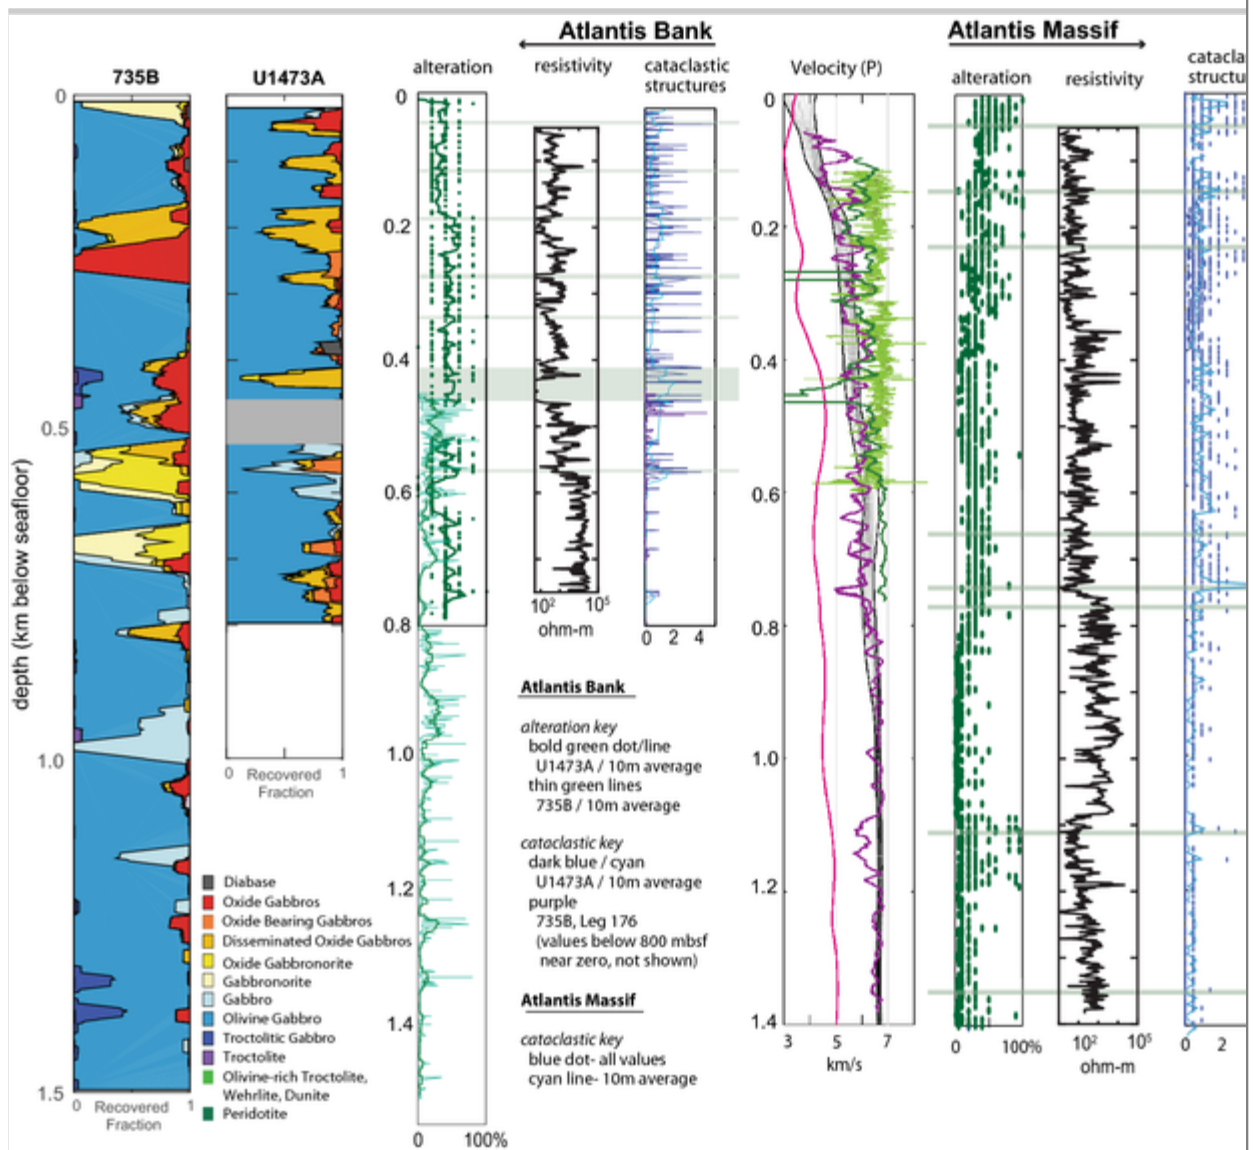 Atlantis Bank
Atlantis Massif
735B
U1473A
alteration
resistivity
cataclastic
structures
Velocity (P)
alteration
resistivity
catacla
structu
0
0.5
1.0
1.5
depth (km below seafloor)
0
Recovered
Fraction
1
0
Recovered
Fraction
1
0
0.2
0.4
0.6
0.8
1.0
1.2
1.4
0
100%
10²
10⁵
ohm-m
0
2
4
0
0.2
0.4
0.6
0.8
1.0
1.2
1.4
3
5
7
km/s
0
100%
10²
10⁵
ohm-m
0
2
Diabase
Oxide Gabbros
Oxide Bearing Gabbros
Disseminated Oxide Gabbros
Oxide Gabbronorite
Gabbronorite
Gabbro
Olivine Gabbro
Troctolitic Gabbro
Troctolite
Olivine-rich Troctolite,
Wehrlite, Dunite
Peridotite
Atlantis Bank
alteration key
bold green dot/line
U1473A / 10m average
thin green lines
735B / 10m average
cataclastic key
dark blue / cyan
U1473A / 10m average
purple
735B, Leg 176
(values below 800 mbsf
near zero, not shown)
Atlantis Massif
cataclastic key
blue dot- all values
cyan line- 10m average